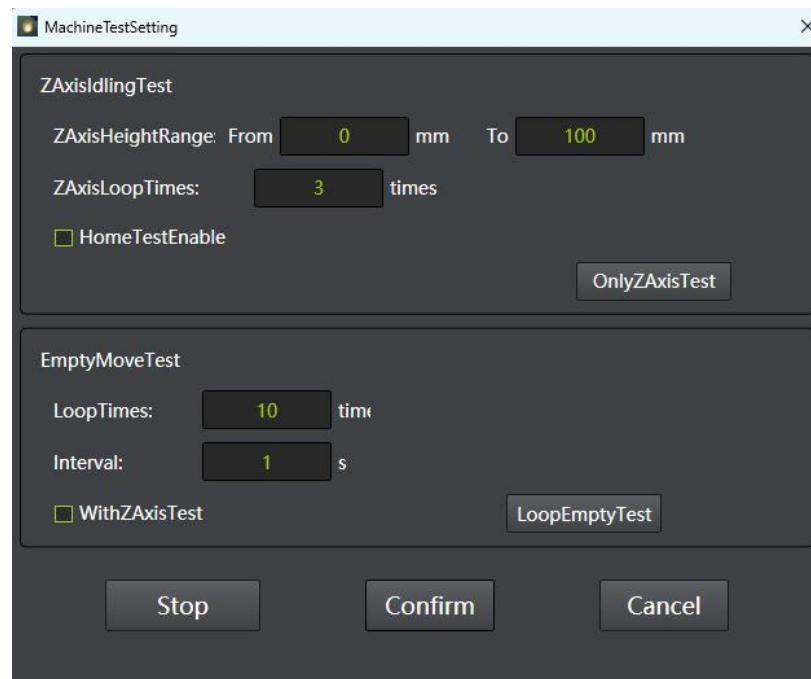 MachineTestSetting
ZAxisIdlingTest
ZAxisHeightRange: From 0 mm To 100 mm
ZAxisLoopTimes: 3 times
HomeTestEnable
OnlyZAxisTest
EmptyMoveTest
LoopTimes: 10 time
Interval: 1 s
WithZAxisTest LoopEmptyTest
Stop Confirm Cancel